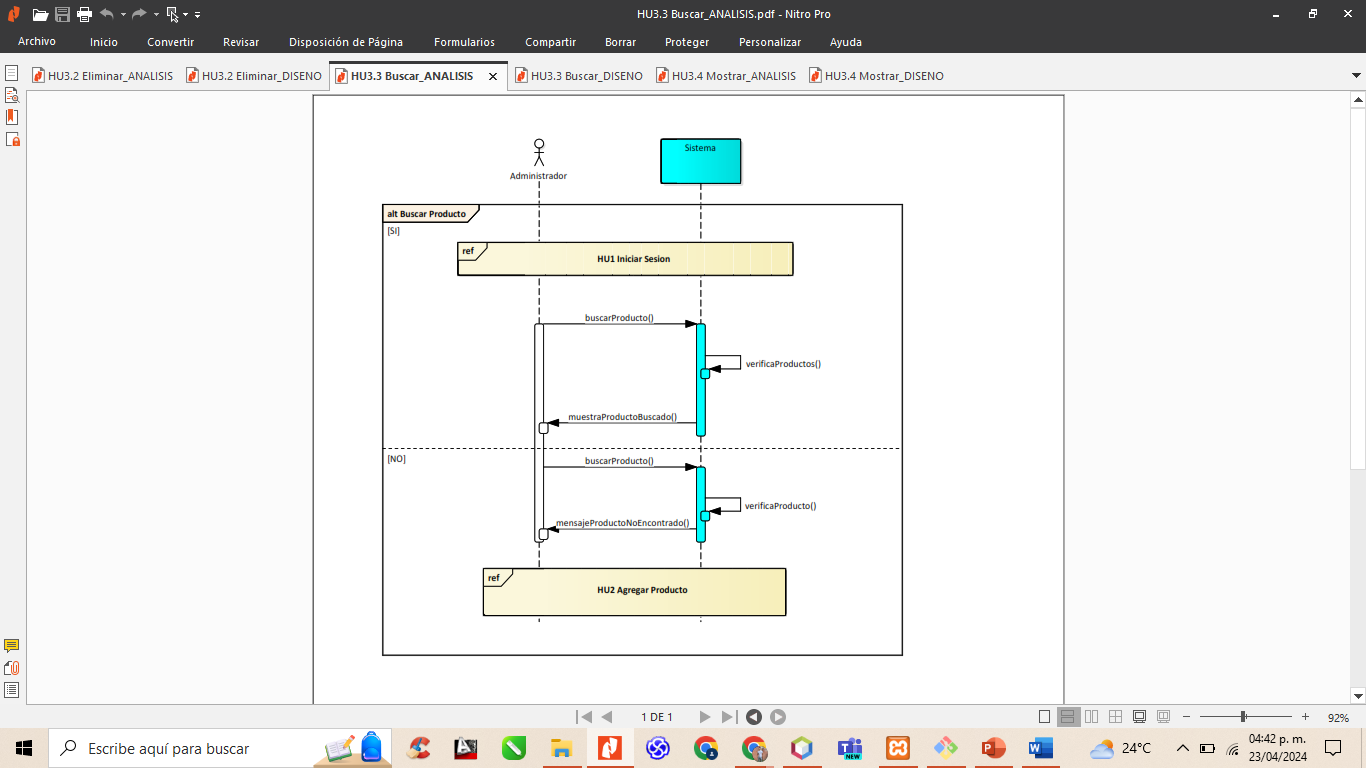 HU3.3 Buscar_ANALISIS.pdf - Nitro Pro
Archivo Inicio Convertir Revisar Disposición de Página Formularios Compartir Borrar Proteger Personalizar Ayuda
HU3.2 Eliminar_ANALISIS HU3.2 Eliminar_DISENO HU3.3 Buscar_ANALISIS HU3.3 Buscar_DISENO HU3.4 Mostrar_ANALISIS HU3.4 Mostrar_DISENO
Sistema
Administrador
alt Buscar Producto
[SI]
ref
HU1 Iniciar Sesion
buscarProducto()
verificaProductos()
muestraProductoBuscado()
[NO]
buscarProducto()
verificaProducto()
mensajeProductoNoEncontrado()
ref
HU2 Agregar Producto
1 DE 1
92%
Escribe aquí para buscar
NEW
24°C
04:42 p. m.
23/04/2024